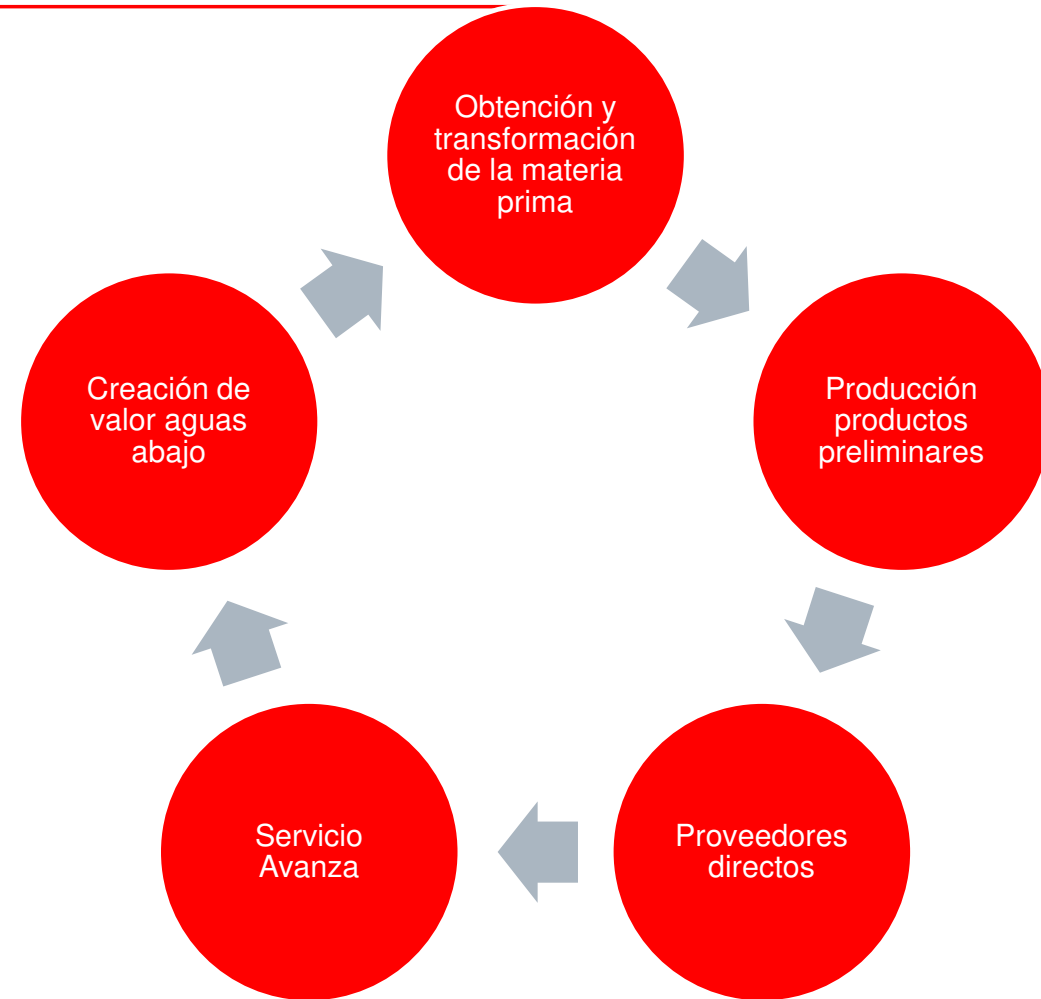 Obtención y
transformación
de la materia
prima
Producción
productos
preliminares
Proveedores
directos
Servicio
Avanza
Creación de
valor aguas
abajo